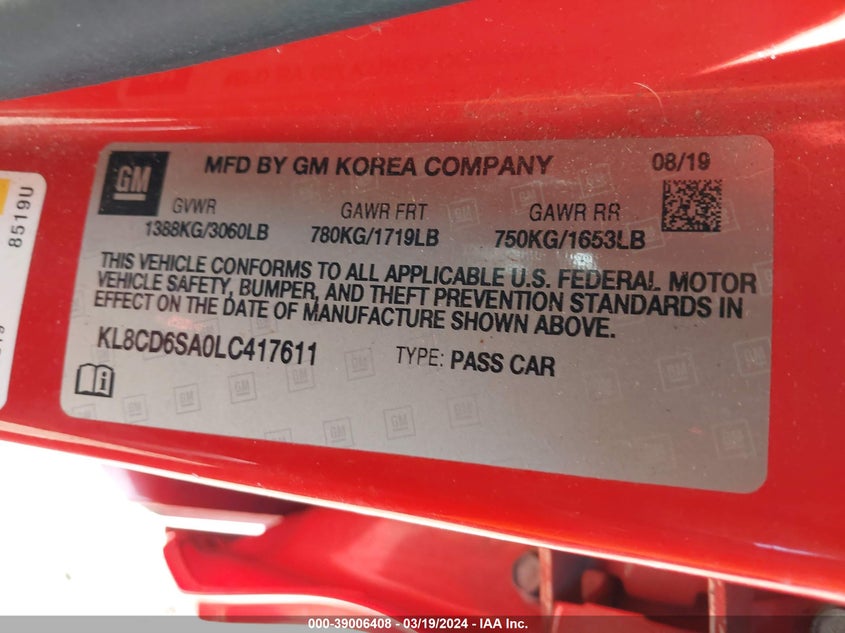 GM
MFD BY GM KOREA COMPANY 08/19
GVWR GAWR FRT GAWR RR
1388KG/3060LB 780KG/1719LB 750KG/1653LB
THIS VEHICLE CONFORMS TO ALL APPLICABLE U.S. FEDERAL MOTOR
VEHICLE SAFETY, BUMPER, AND THEFT PREVENTION STANDARDS IN
EFFECT ON THE DATE OF MANUFACTURE SHOWN ABOVE.
KL8CD6SA0LC417611 TYPE: PASS CAR
8519U
000-39006408 - 03/19/2024 - IAA Inc.